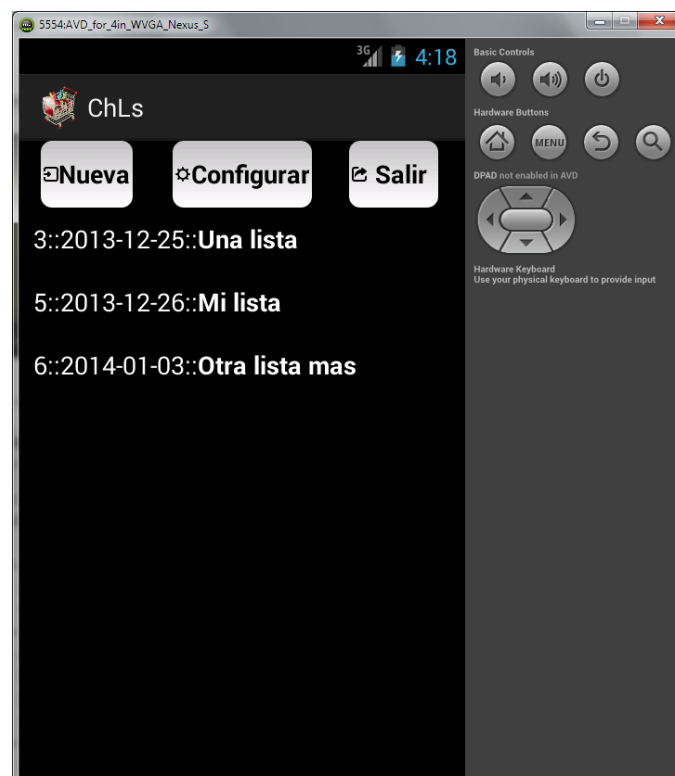 5554:AVD_for_4in_WVGA_Nexus_S
3G 4:18
ChLs
Nueva Configurar Salir
3::2013-12-25::Una lista
5::2013-12-26::Mi lista
6::2014-01-03::Otra lista mas
Basic Controls
Hardware Buttons
MENU
DPAD not enabled in AVD
Hardware Keyboard
Use your physical keyboard to provide input